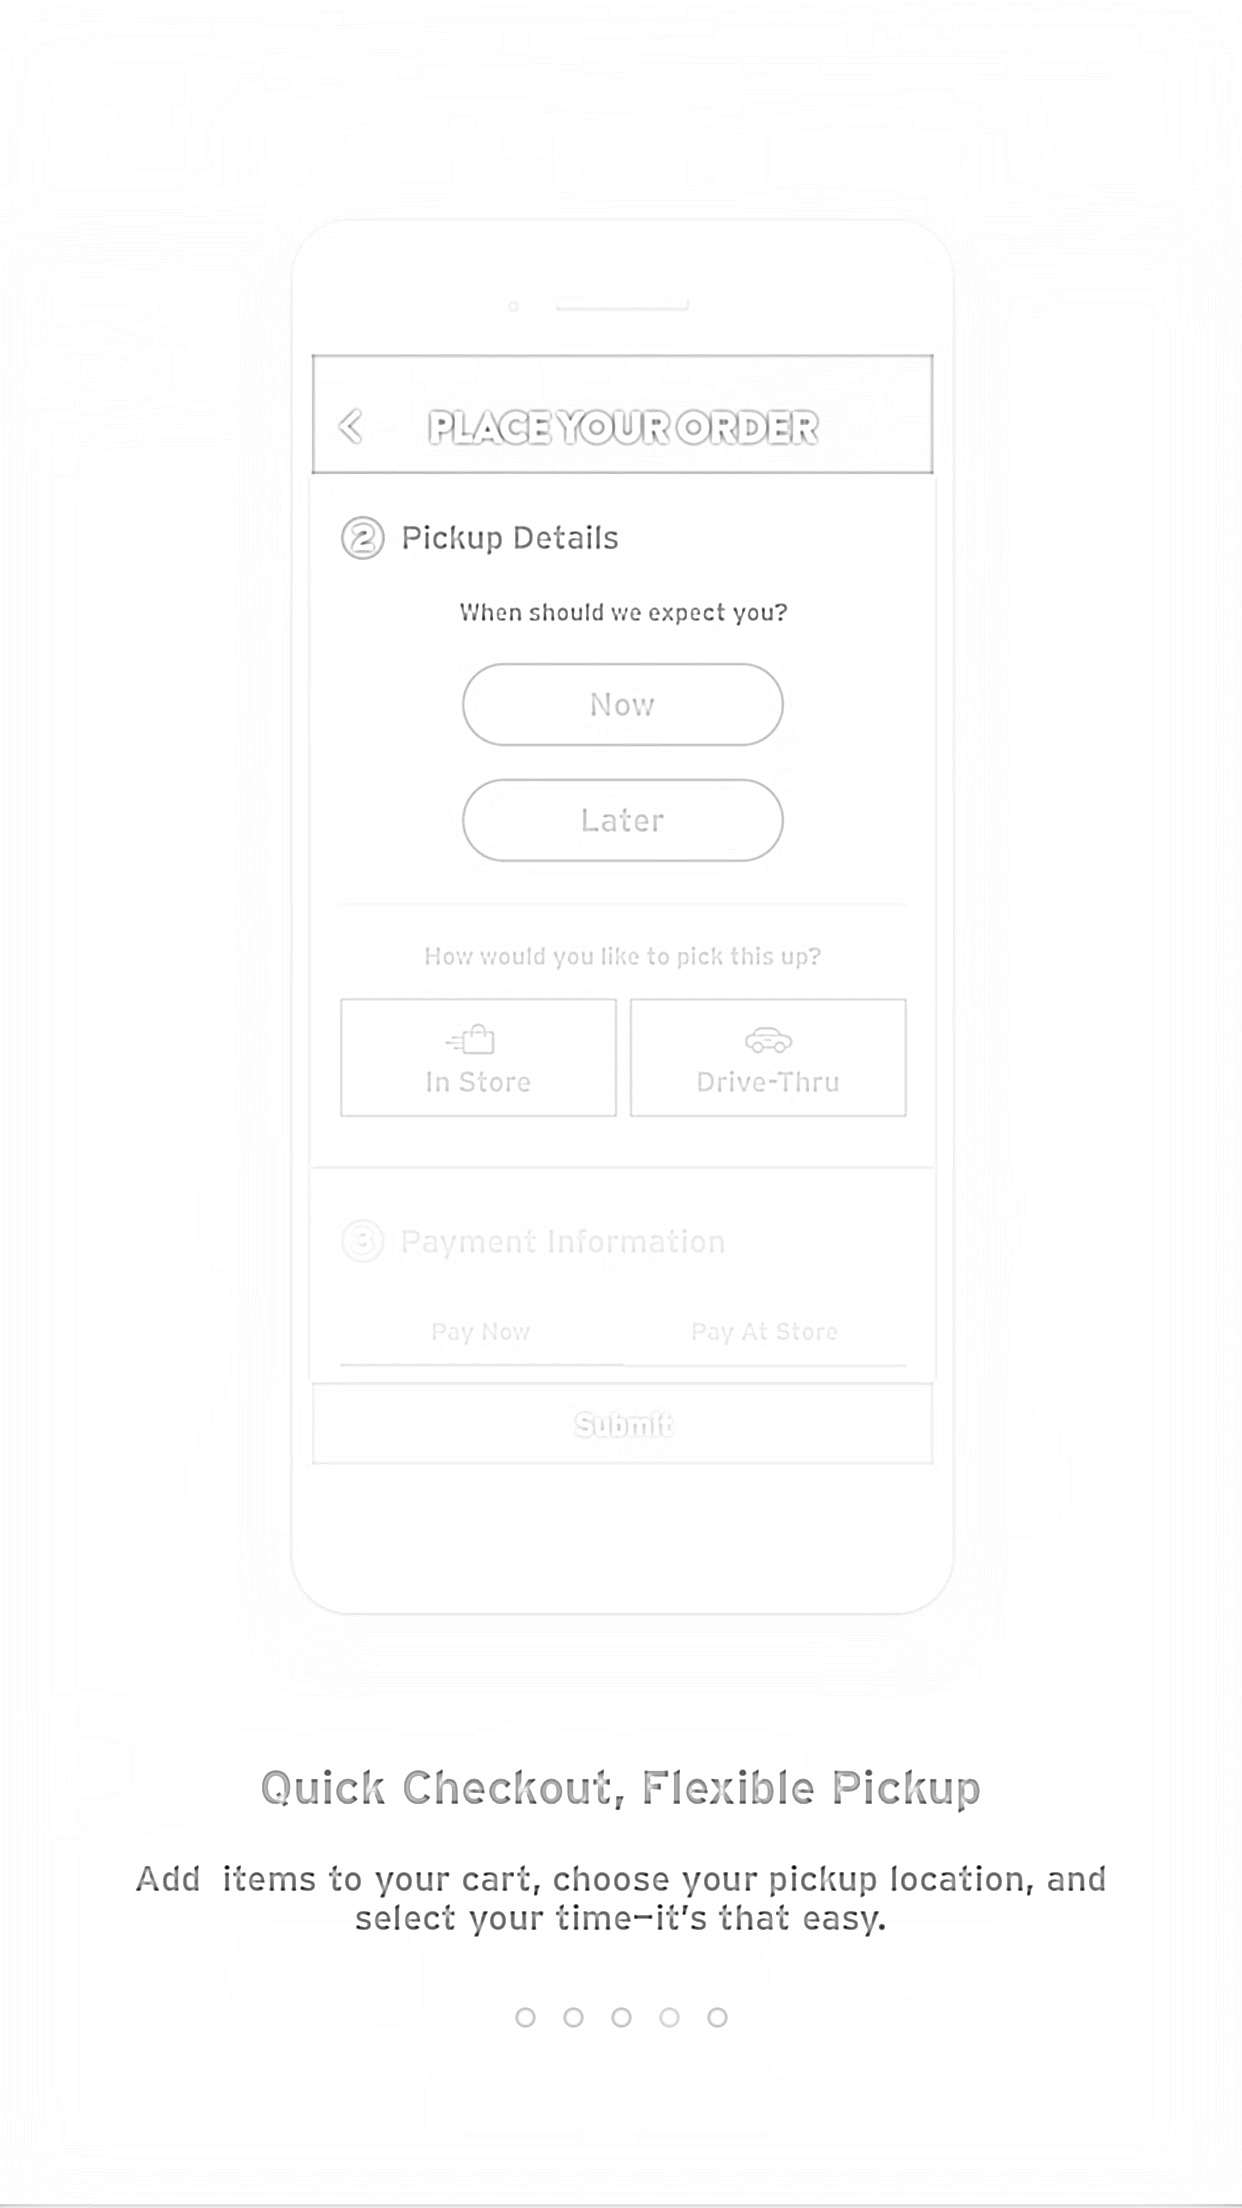 PLACE YOUR ORDER
2 Pickup Details
When should we expect you?
Now
Later
How would you like to pick this up?
In Store
Drive-Thru
3 Payment Information
Pay Now
Pay At Store
Submit
Quick Checkout, Flexible Pickup
Add items to your cart, choose your pickup location, and
select your time—it's that easy.